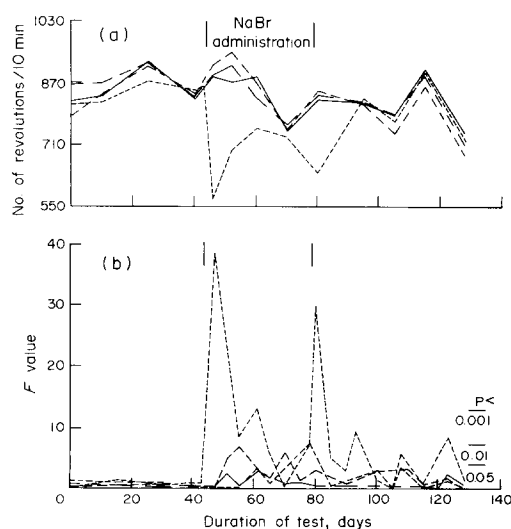 1030
870
710
550
No. of revolutions/10 min
(a)
NaBr
administration
40
30
20
10
0
F value
(b)
P<
0.001
0.01
0.05
0
20
40
60
80
100
120
140
Duration of test, days